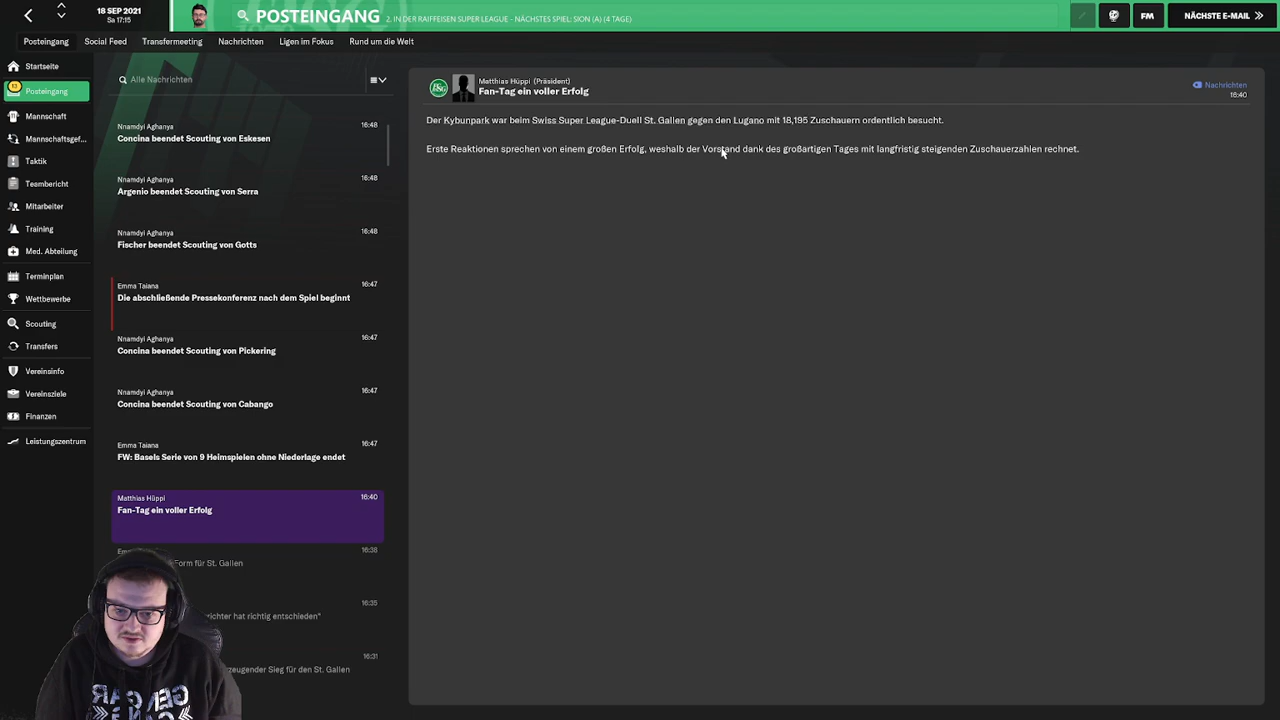 18 SEP 2021
Sa 17:15
POSTEINGANG
2. IN DER RAIFFEISEN SUPER LEAGUE - NÄCHSTES SPIEL: SION (A) (4 TAGE)
FM
NÄCHSTE E-MAIL
Posteingang
Social Feed
Transfermeeting
Nachrichten
Ligen im Fokus
Rund um die Welt
Startseite
Posteingang
Mannschaft
Mannschaftsgef...
Taktik
Teambericht
Mitarbeiter
Training
Med. Abteilung
Terminplan
Wettbewerbe
Scouting
Transfers
Vereinsinfo
Vereinsziele
Finanzen
Leistungszentrum
Alle Nachrichten
Nnamdyi Aghanya 16:48
Concina beendet Scouting von Eskesen
Nnamdyi Aghanya 16:48
Argenio beendet Scouting von Serra
Nnamdyi Aghanya 16:48
Fischer beendet Scouting von Gotts
Emma Taiana 16:47
Die abschließende Pressekonferenz nach dem Spiel beginnt
Nnamdyi Aghanya 16:47
Concina beendet Scouting von Pickering
Nnamdyi Aghanya 16:47
Concina beendet Scouting von Cabango
Emma Taiana 16:47
FW: Basels Serie von 9 Heimspielen ohne Niederlage endet
Matthias Hüppi 16:40
Fan-Tag ein voller Erfolg
16:38
Form für St. Gallen
16:35
hat richtig entschieden"
16:31
Sieg für den St. Gallen
Matthias Hüppi (Präsident)
Fan-Tag ein voller Erfolg
Nachrichten
16:40
Der Kybunpark war beim Swiss Super League-Duell St. Gallen gegen den Lugano mit 18,195 Zuschauern ordentlich besucht.
Erste Reaktionen sprechen von einem großen Erfolg, weshalb der Vorstand dank des großartigen Tages mit langfristig steigenden Zuschauerzahlen rechnet.